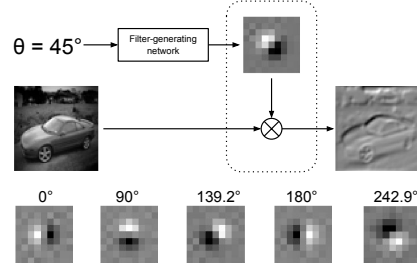 θ = 45°
Filter-generating
network
0° 90° 139.2° 180° 242.9°